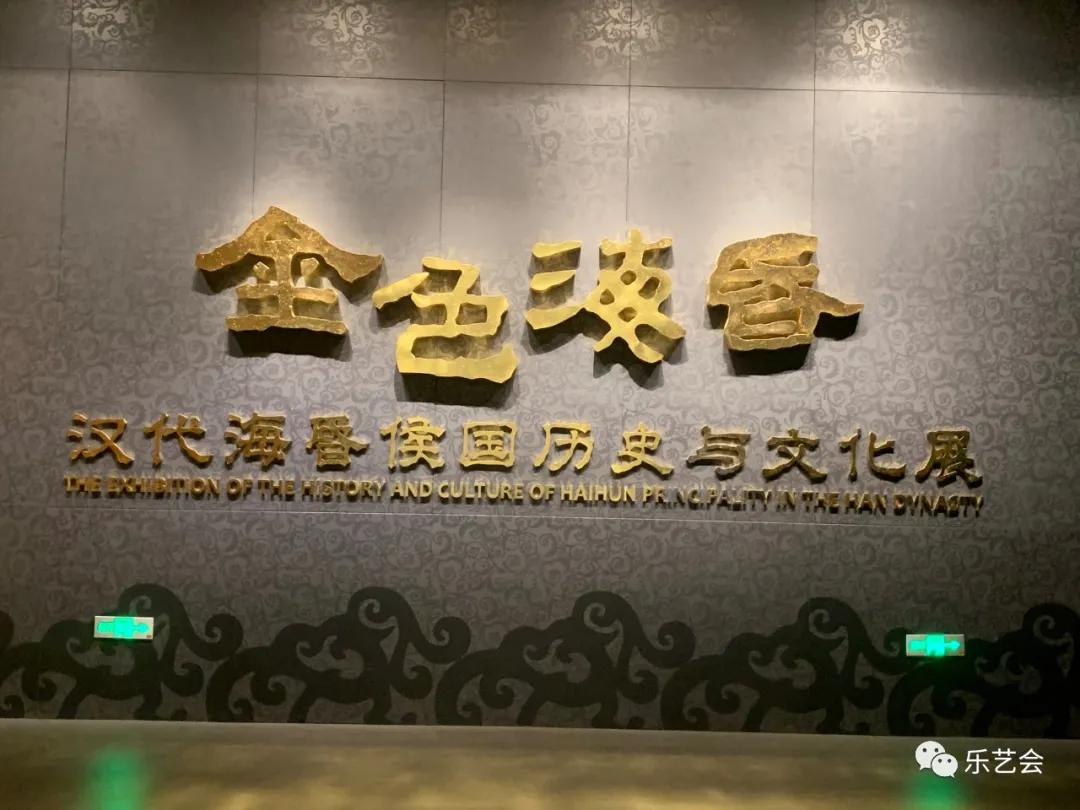 金色海昏
汉代海昏侯国历史与文化展
THE EXHIBITION OF THE HISTORY AND CULTURE OF HAIHUN PRINCIPALITY IN THE HAN DYNASTY
乐艺会